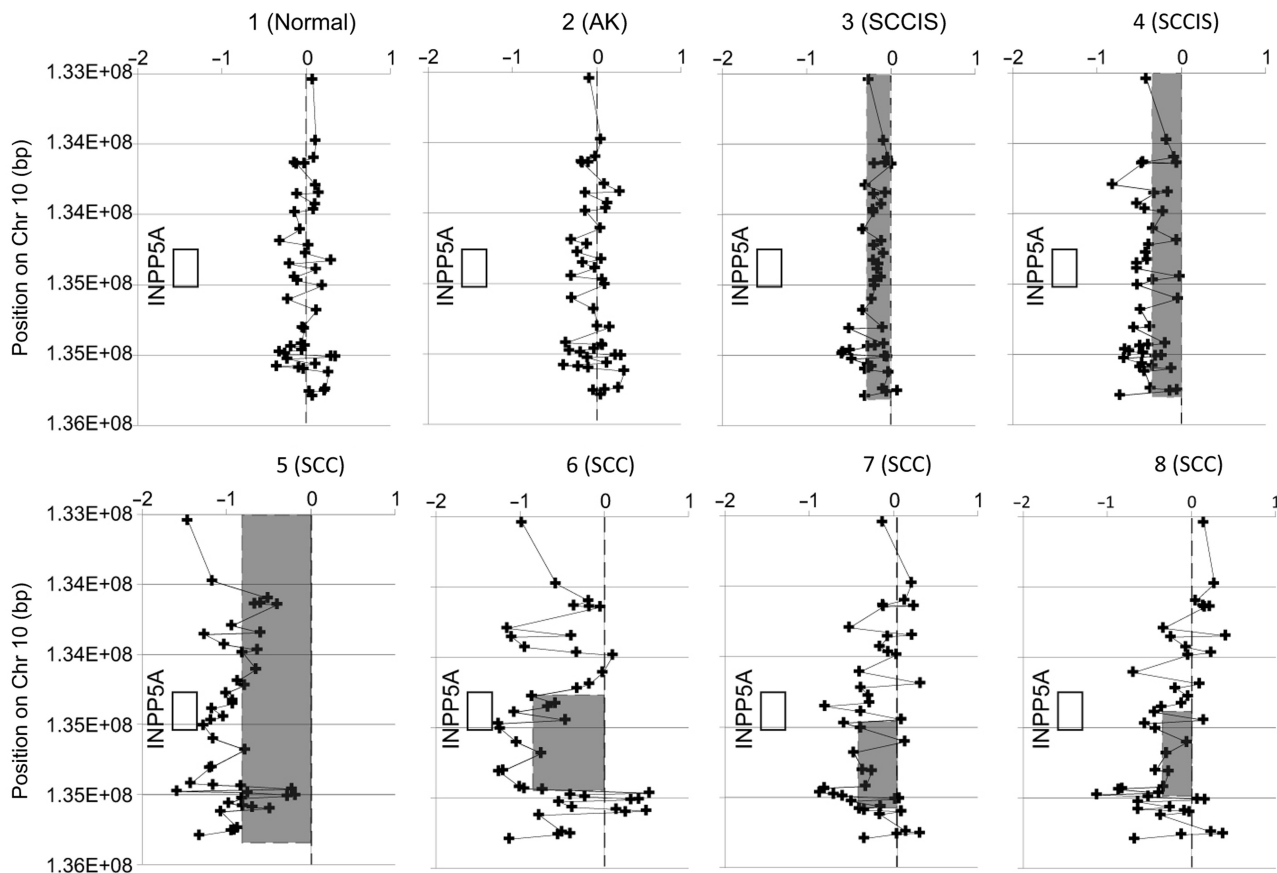 1 (Normal) 2 (AK) 3 (SCCIS) 4 (SCCIS)
−2 −1 0 1 −2 −1 0 1 −2 −1 0 1 −2 −1 0 1
1.33E+08
1.34E+08
1.34E+08
1.35E+08
1.35E+08
1.36E+08
Position on Chr 10 (bp)
INPP5A INPP5A INPP5A INPP5A
5 (SCC) 6 (SCC) 7 (SCC) 8 (SCC)
−2 −1 0 1 −2 −1 0 1 −2 −1 0 1 −2 −1 0 1
1.33E+08
1.34E+08
1.34E+08
1.35E+08
1.35E+08
1.36E+08
Position on Chr 10 (bp)
INPP5A INPP5A INPP5A INPP5A